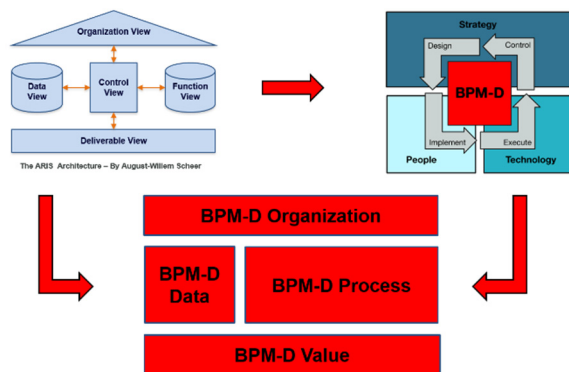 Organization View
Data
View
Control
View
Function
View
Deliverable View
The ARIS Architecture – By August-Willem Scheer
Strategy
Design
Control
BPM-D
Implement
Execute
People
Technology
BPM-D Organization
BPM-D
Data
BPM-D Process
BPM-D Value